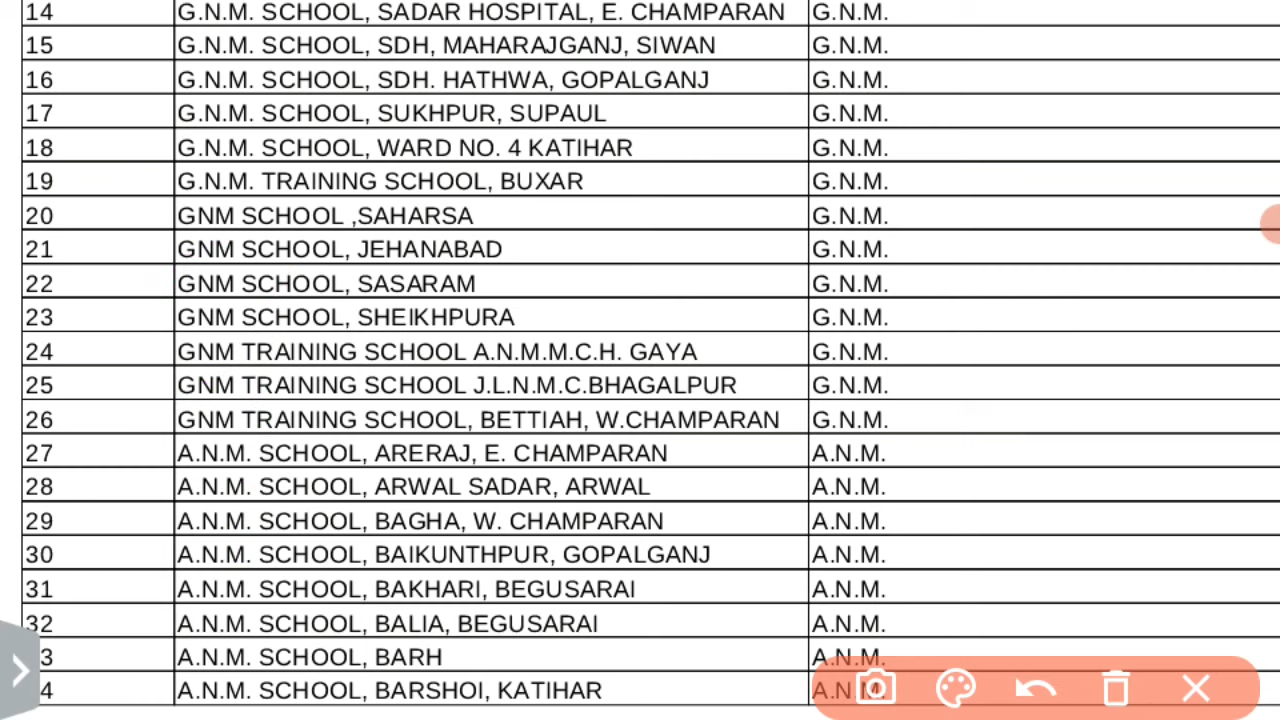 14 G.N.M. SCHOOL, SADAR HOSPITAL, E. CHAMPARAN G.N.M.
15 G.N.M. SCHOOL, SDH, MAHARAJGANJ, SIWAN G.N.M.
16 G.N.M. SCHOOL, SDH. HATHWA, GOPALGANJ G.N.M.
17 G.N.M. SCHOOL, SUKHPUR, SUPAUL G.N.M.
18 G.N.M. SCHOOL, WARD NO. 4 KATIHAR G.N.M.
19 G.N.M. TRAINING SCHOOL, BUXAR G.N.M.
20 GNM SCHOOL ,SAHARSA G.N.M.
21 GNM SCHOOL, JEHANABAD G.N.M.
22 GNM SCHOOL, SASARAM G.N.M.
23 GNM SCHOOL, SHEIKHPURA G.N.M.
24 GNM TRAINING SCHOOL A.N.M.M.C.H. GAYA G.N.M.
25 GNM TRAINING SCHOOL J.L.N.M.C.BHAGALPUR G.N.M.
26 GNM TRAINING SCHOOL, BETTIAH, W.CHAMPARAN G.N.M.
27 A.N.M. SCHOOL, ARERAJ, E. CHAMPARAN A.N.M.
28 A.N.M. SCHOOL, ARWAL SADAR, ARWAL A.N.M.
29 A.N.M. SCHOOL, BAGHA, W. CHAMPARAN A.N.M.
30 A.N.M. SCHOOL, BAIKUNTHPUR, GOPALGANJ A.N.M.
31 A.N.M. SCHOOL, BAKHARI, BEGUSARAI A.N.M.
32 A.N.M. SCHOOL, BALIA, BEGUSARAI A.N.M.
3 A.N.M. SCHOOL, BARH A.N.M.
4 A.N.M. SCHOOL, BARSHOI, KATIHAR A.N.M.